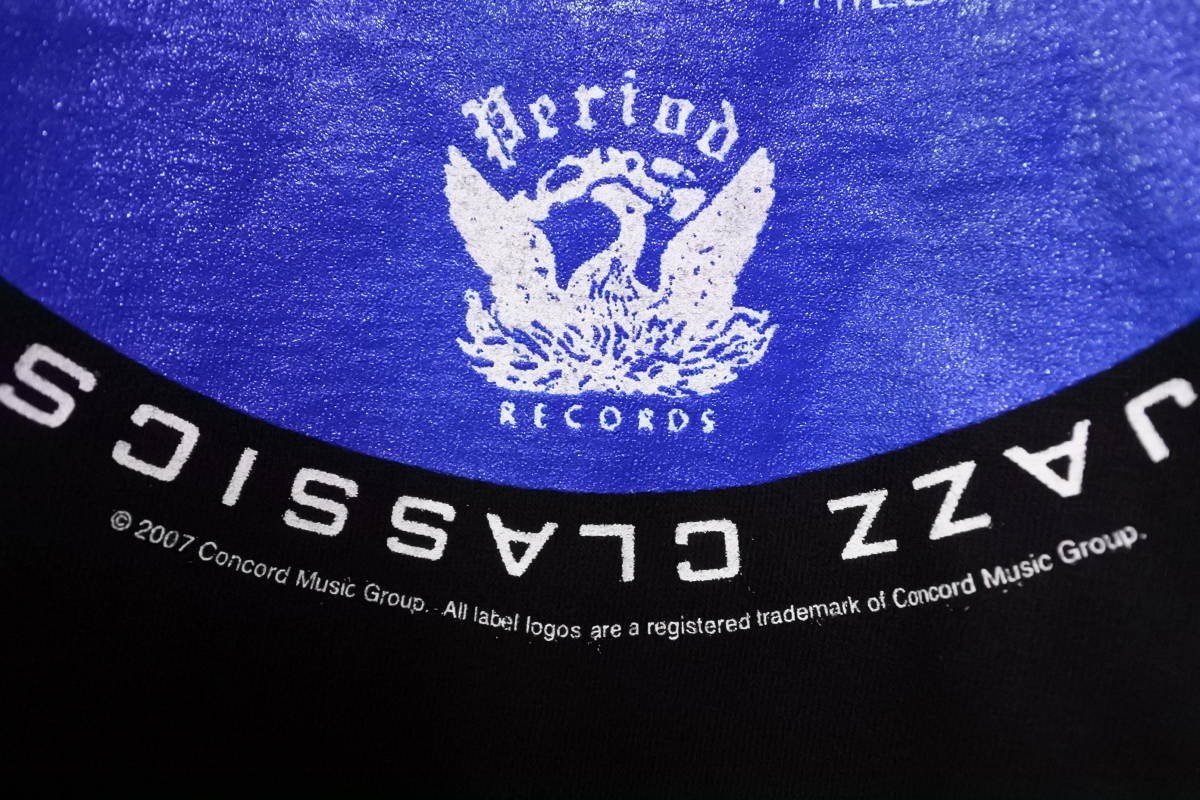 Period
RECORDS
JAZZ CLASSICS
© 2007 Concord Music Group. All label logos are a registered trademark of Concord Music Group.